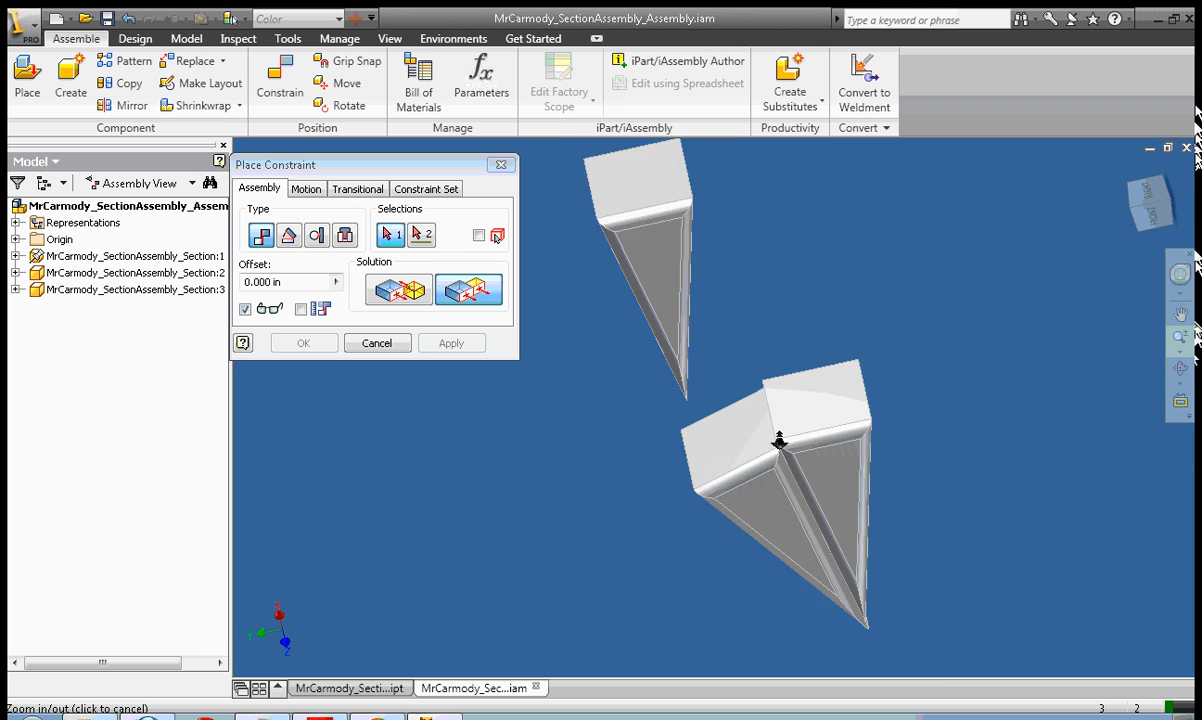 Color
MrCarmody_SectionAssembly_Assembly.iam
Type a keyword or phrase
PRO
Assemble Design Model Inspect Tools Manage View Environments Get Started
Place
Create
Pattern
Copy
Mirror
Replace
Make Layout
Shrinkwrap
Constrain
Grip Snap
Move
Rotate
Bill of
Materials
fx
Parameters
Edit Factory
Scope
iPart/iAssembly Author
Edit using Spreadsheet
Create
Substitutes
Convert to
Weldment
Component Position Manage iPart/iAssembly Productivity Convert
Model
Assembly View
MrCarmody_SectionAssembly_Assem
Representations
Origin
MrCarmody_SectionAssembly_Section:1
MrCarmody_SectionAssembly_Section:2
MrCarmody_SectionAssembly_Section:3
Place Constraint
Assembly Motion Transitional Constraint Set
Type
Selections
1 2
Offset:
0.000 in
Solution
OK Cancel Apply
X
Y
Z
MrCarmody_Secti...ipt MrCarmody_Sec...iam
Zoom in/out (click to cancel)
3 2